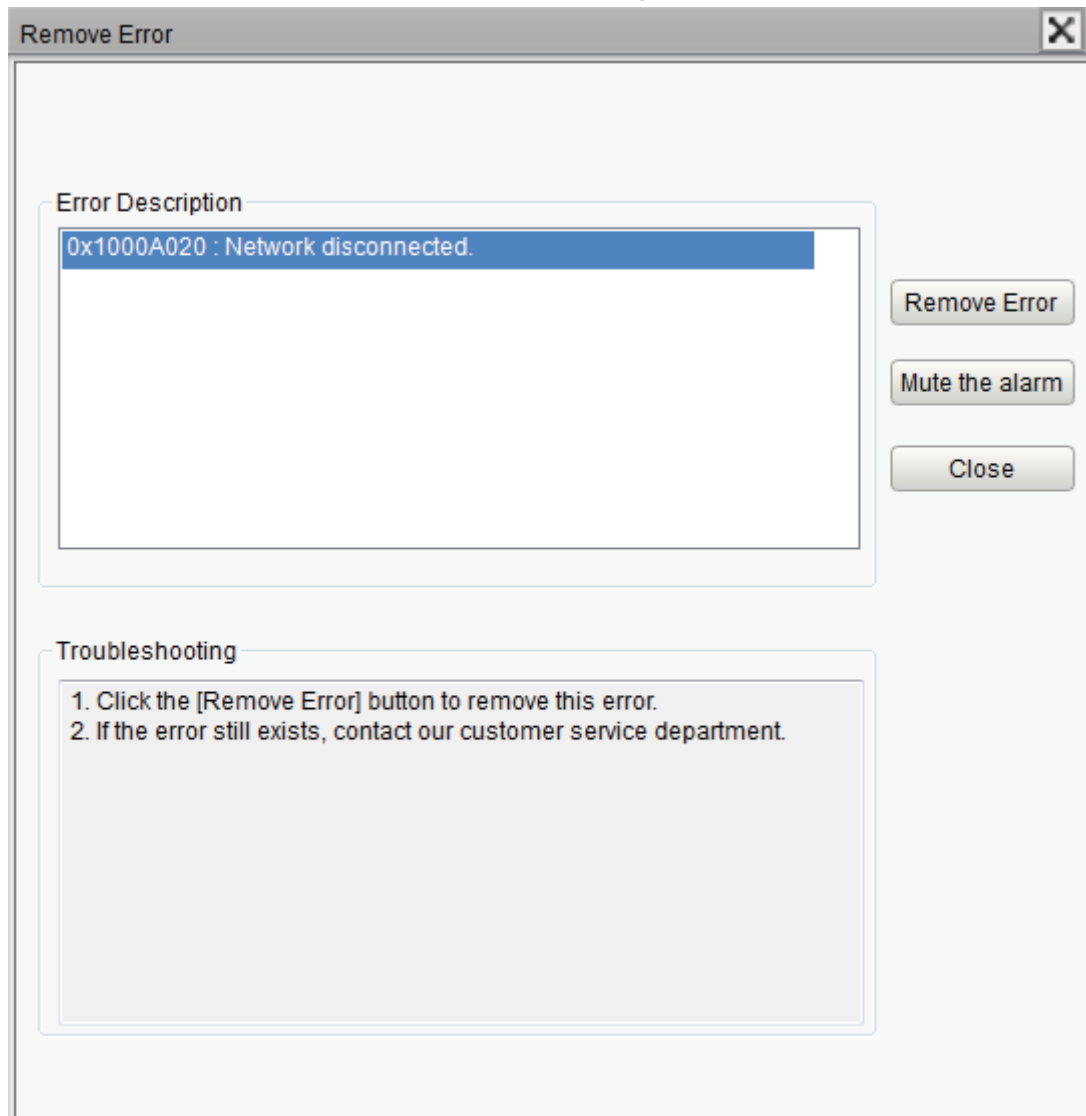 Remove Error
Error Description
0x1000A020 : Network disconnected.
Remove Error
Mute the alarm
Close
Troubleshooting
1. Click the [Remove Error] button to remove this error.
2. If the error still exists, contact our customer service department.